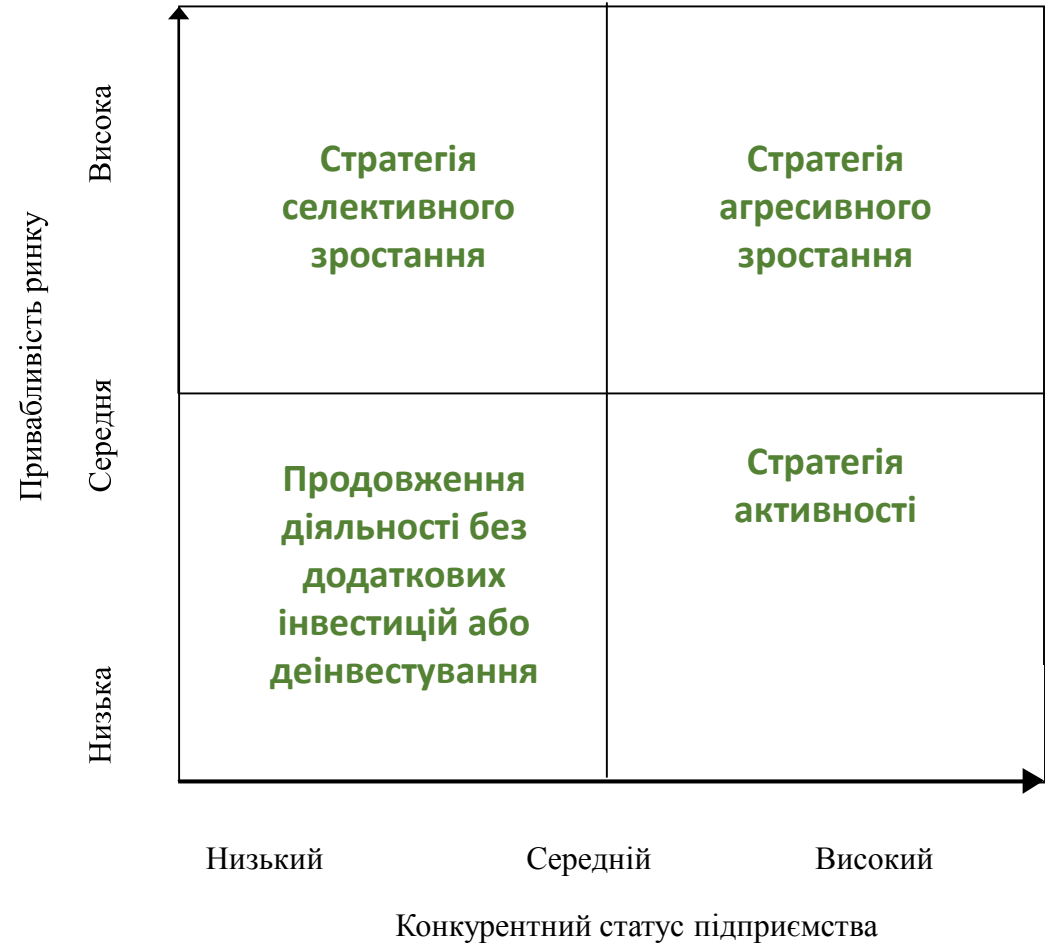 Привабливість ринку
Висока
Середня
Низька
Стратегія
селективного
зростання
Стратегія
агресивного
зростання
Продовження
діяльності без
додаткових
інвестицій або
деінвестування
Стратегія
активності
Низький
Середній
Високий
Конкурентний статус підприємства